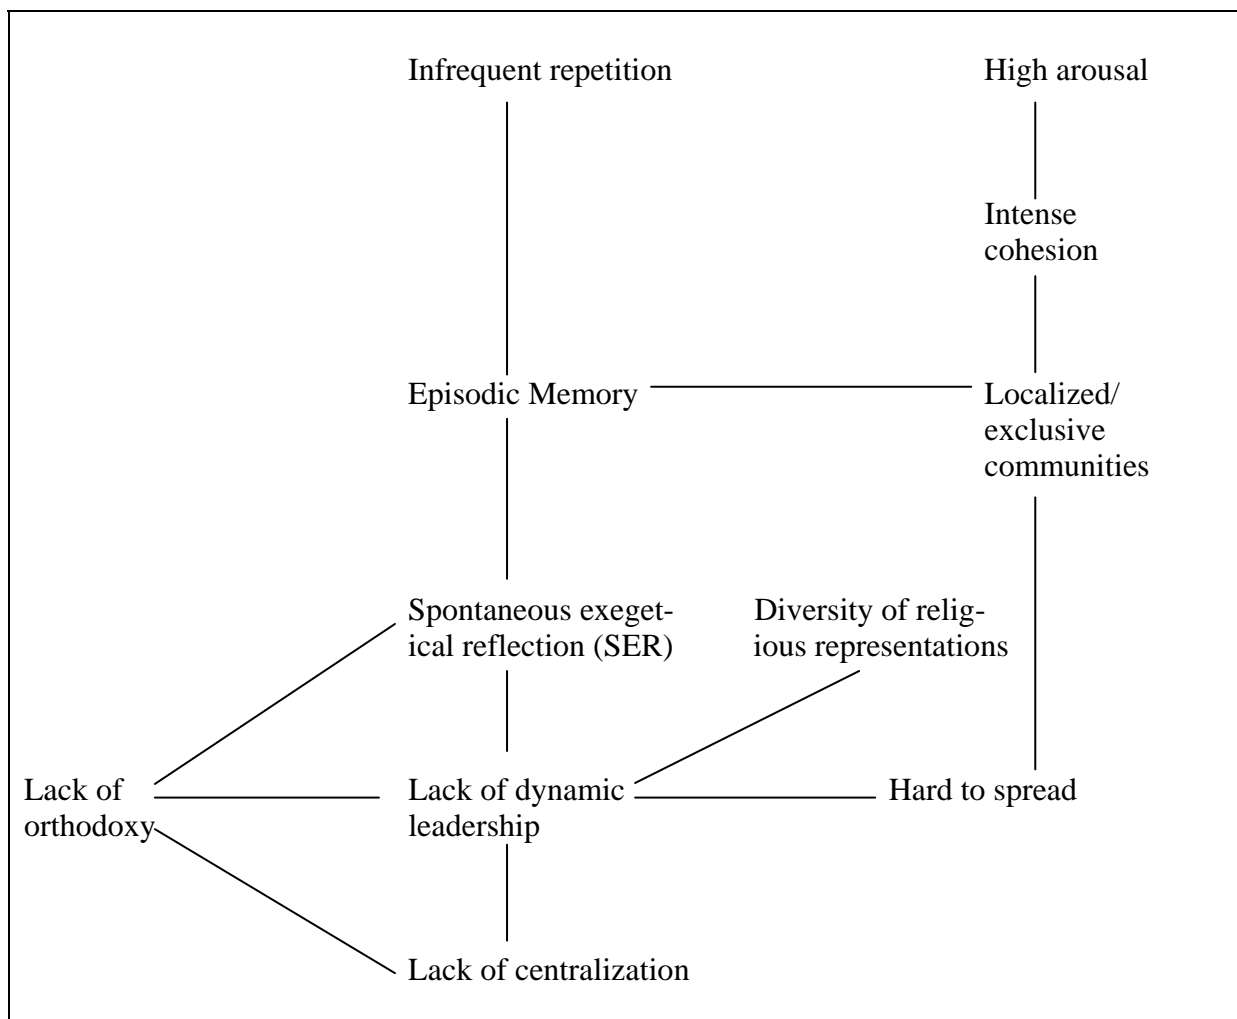 Infrequent repetition
High arousal
Intense
cohesion
Episodic Memory
Localized/
exclusive
communities
Spontaneous exeget-
ical reflection (SER)
Diversity of relig-
ious representations
Lack of
orthodoxy
Lack of dynamic
leadership
Hard to spread
Lack of centralization